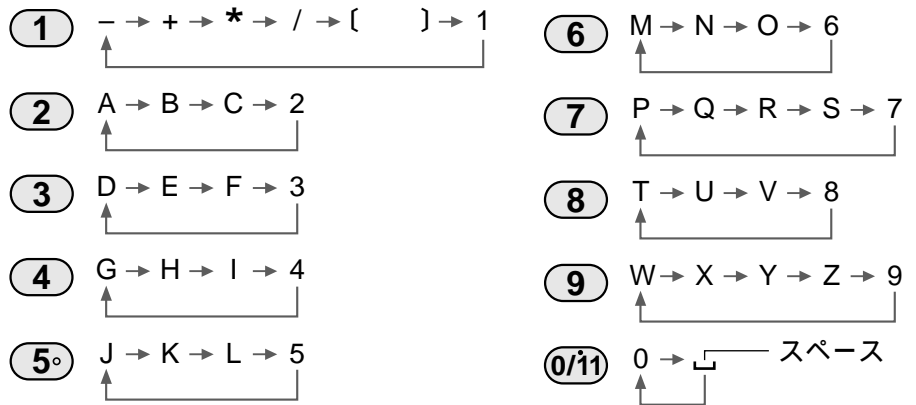 1 – → + → * → / → 〔 〕→ 1
2 A → B → C → 2
3 D → E → F → 3
4 G → H → I → 4
5 J → K → L → 5
6 M → N → O → 6
7 P → Q → R → S → 7
8 T → U → V → 8
9 W → X → Y → Z → 9
0/11 0 → ␣ スペース